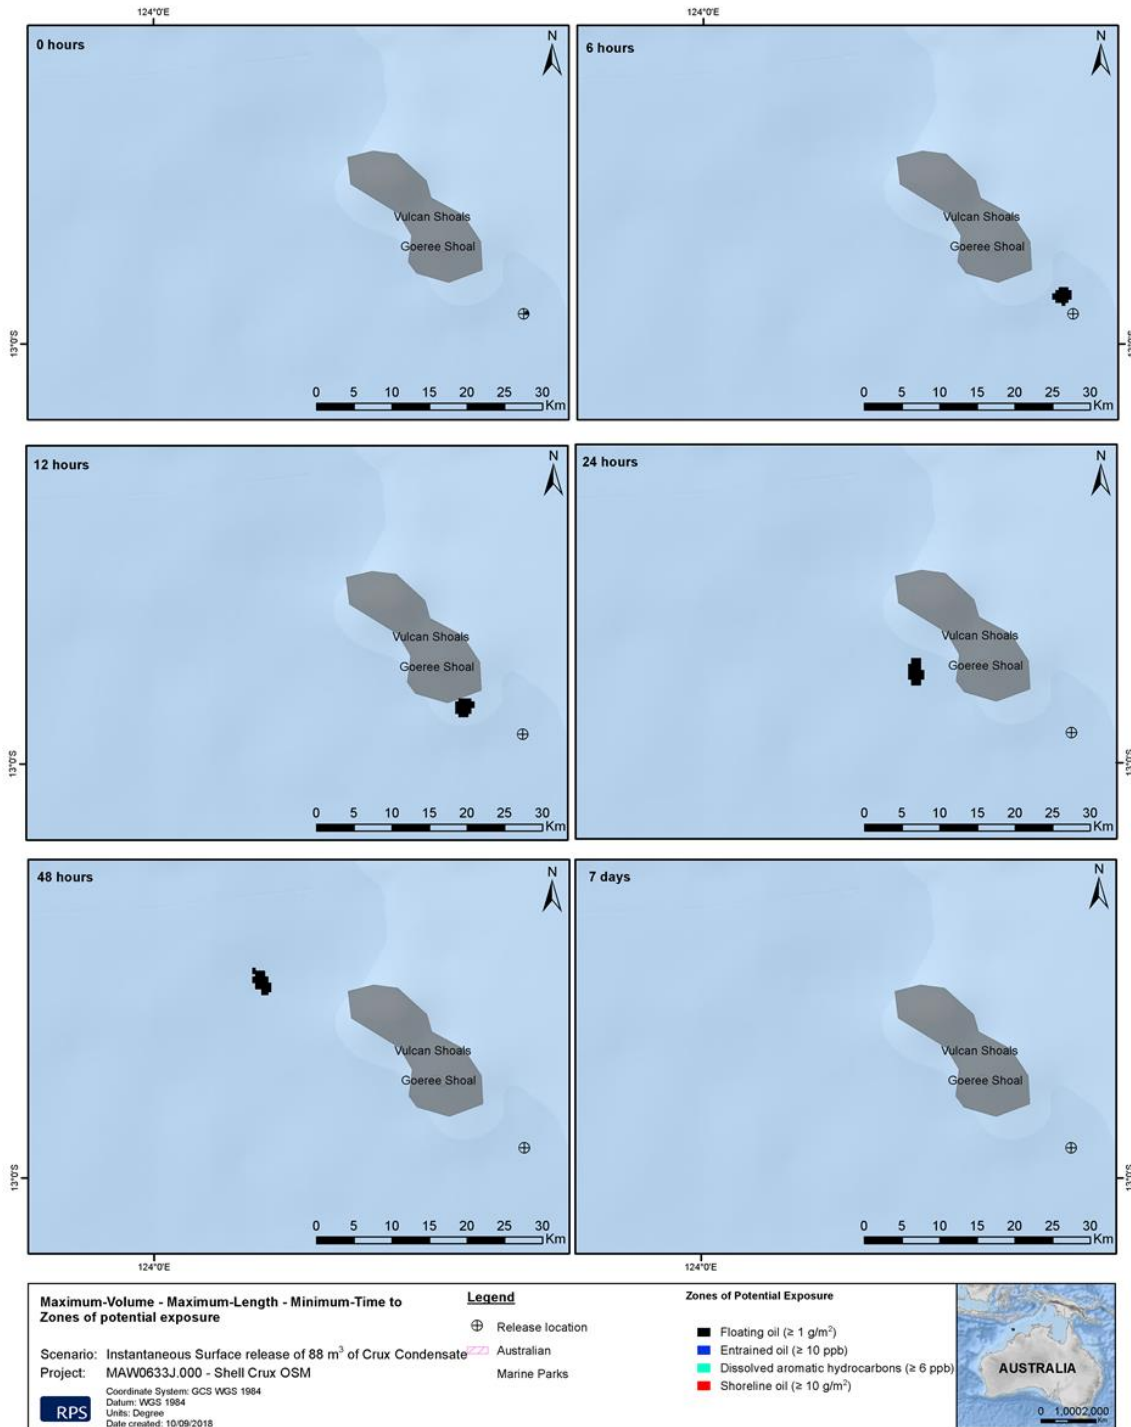 124°0'E
124°0'E
0 hours
N
Vulcan Shoals
Goeree Shoal
13°0'S
0 5 10 15 20 25 30
Km
6 hours
N
Vulcan Shoals
Goeree Shoal
13°0'S
0 5 10 15 20 25 30
Km
12 hours
N
Vulcan Shoals
Goeree Shoal
13°0'S
0 5 10 15 20 25 30
Km
24 hours
N
Vulcan Shoals
Goeree Shoal
13°0'S
0 5 10 15 20 25 30
Km
48 hours
N
Vulcan Shoals
Goeree Shoal
13°0'S
0 5 10 15 20 25 30
Km
7 days
N
Vulcan Shoals
Goeree Shoal
13°0'S
0 5 10 15 20 25 30
Km
124°0'E
124°0'E
Maximum-Volume - Maximum-Length - Minimum-Time to
Zones of potential exposure
Scenario: Instantaneous Surface release of 88 m³ of Crux Condensate
Project: MAW0633J.000 - Shell Crux OSM
RPS
Coordinate System: GCS WGS 1984
Datum: WGS 1984
Units: Degree
Date created: 10/09/2018
Legend
Release location
Australian
Marine Parks
Zones of Potential Exposure
Floating oil (≥ 1 g/m²)
Entrained oil (≥ 10 ppb)
Dissolved aromatic hydrocarbons (≥ 6 ppb)
Shoreline oil (≥ 10 g/m²)
AUSTRALIA
0 1,0002,000
Km